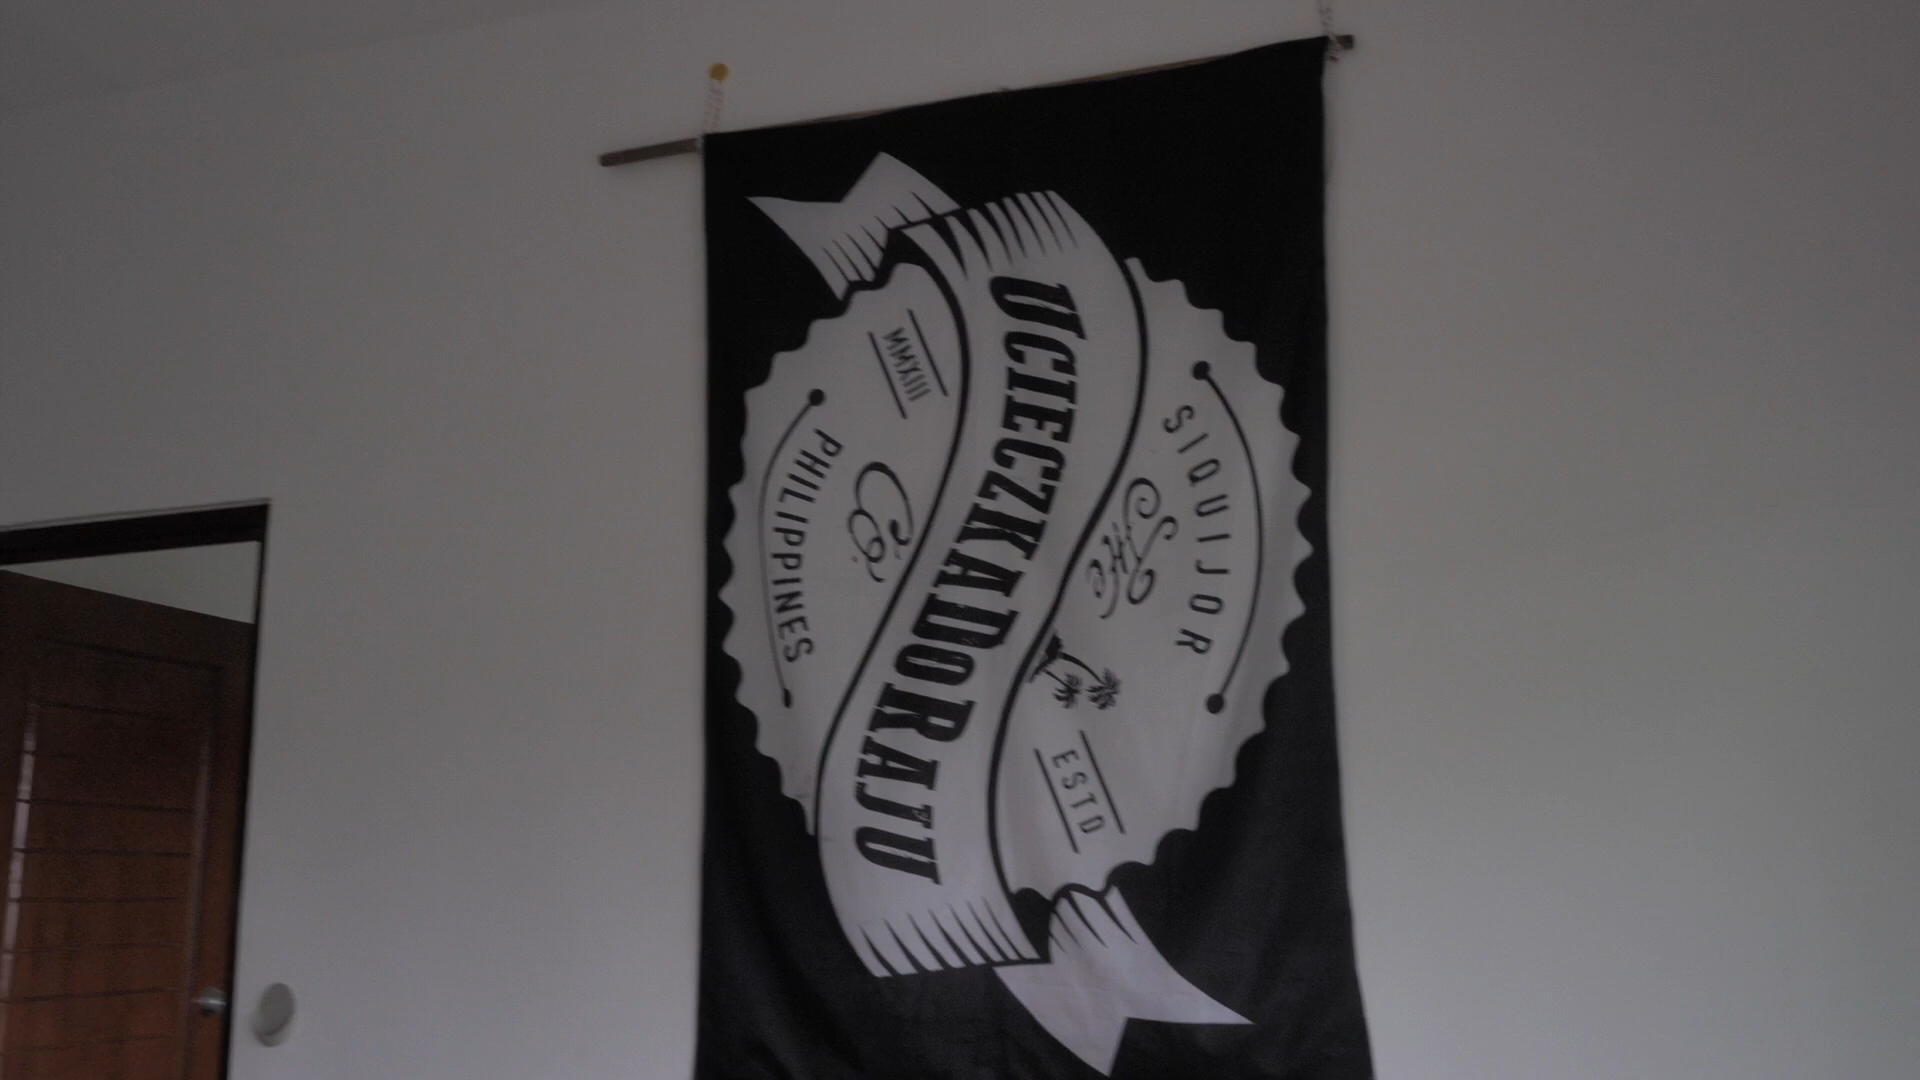 SIQUIJOR
The
ESTD
UCIECZKADORAJU
MMXIII
Co.
PHILIPPINES